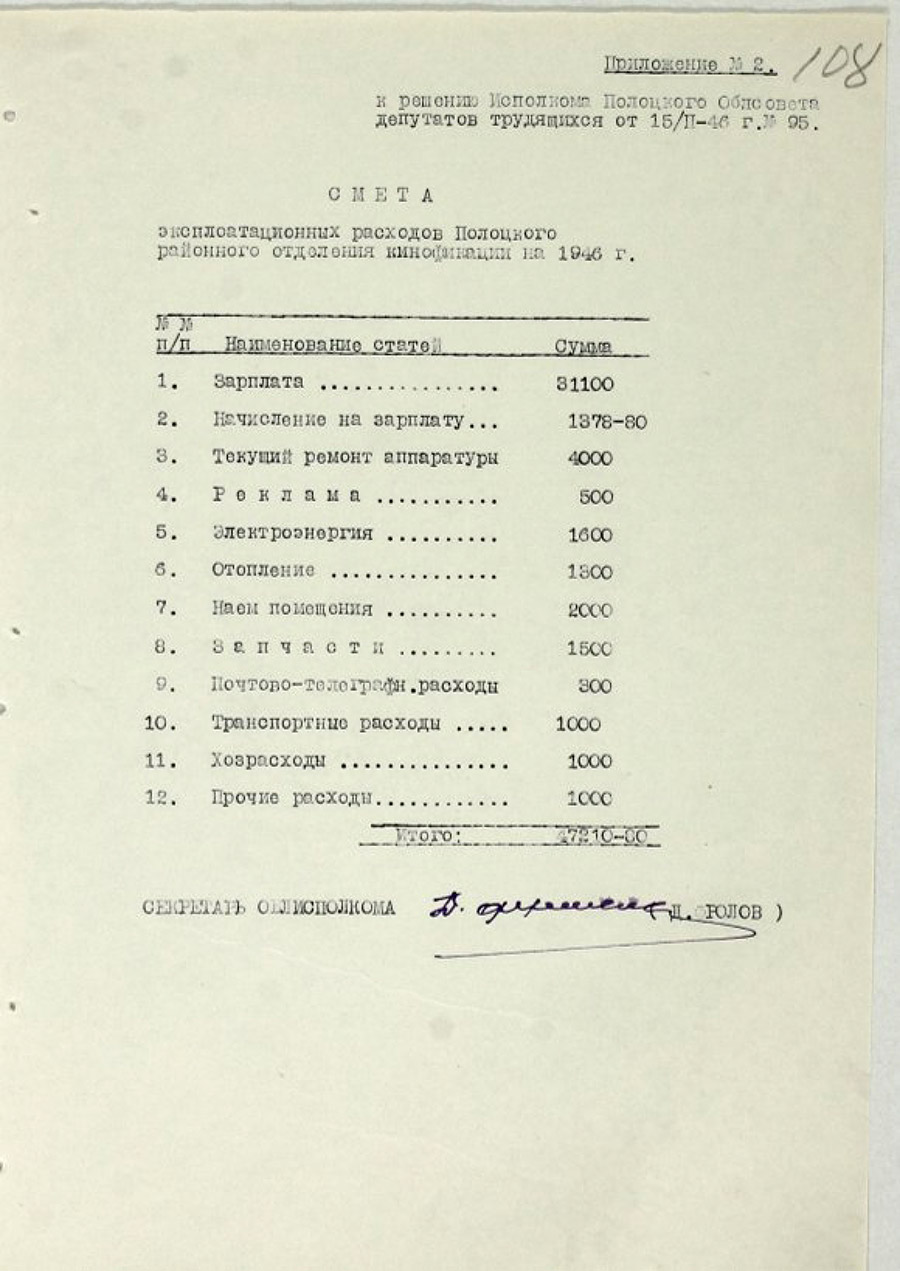 Приложение № 2. 108
к решению Исполкома Полоцкого Облсовета
депутатов трудящихся от 15/II-46 г.№ 95.
С М Е Т А
эксплоатационных расходов Полоцкого
районного отделения кинофикации на 1946 г.
№ №
п/п Наименование статей Сумма
1. Зарплата ................ 31100
2. Начисление на зарплату... 1378-80
3. Текущий ремонт аппаратуры 4000
4. Р е к л а м а ........... 500
5. Электроэнергия .......... 1600
6. Отопление ............... 1300
7. Наем помещения .......... 2000
8. З а п ч а с т и ......... 1500
9. Почтово-телеграфн.расходы 300
10. Транспортные расходы ..... 1000
11. Хозрасходы ............... 1000
12. Прочие расходы............ 1000
Итого: 47210-80
СЕКРЕТАРЬ ОБЛИСПОЛКОМА (Д. )